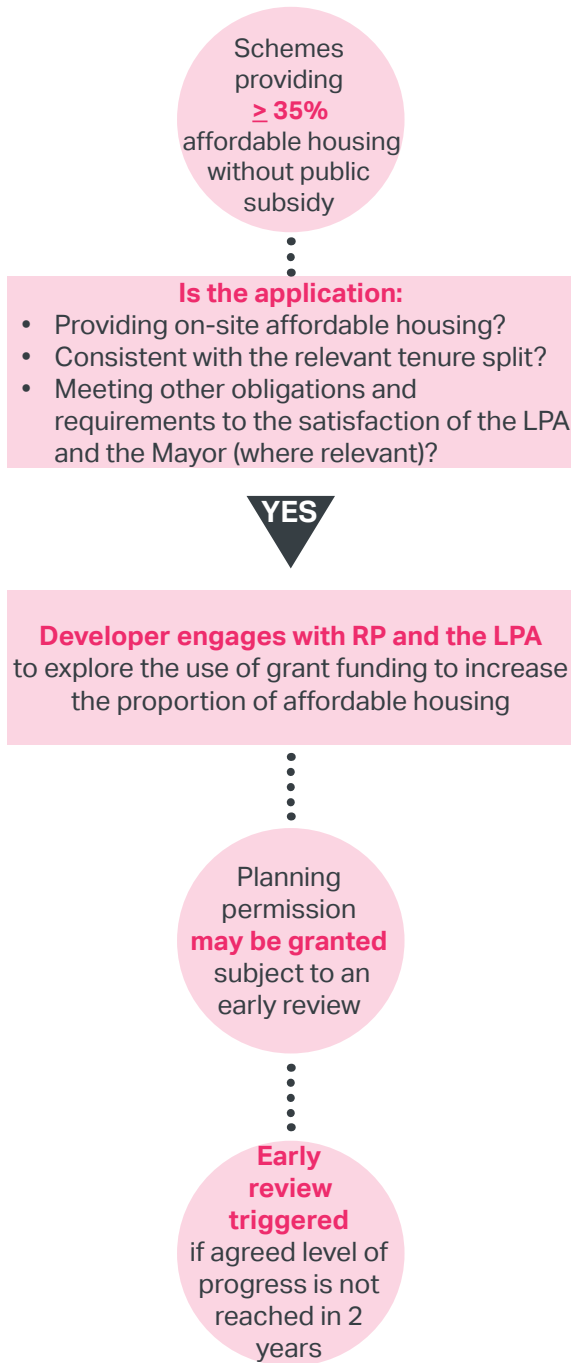 Schemes
providing
≥ 35%
affordable housing
without public
subsidy
Is the application:
• Providing on-site affordable housing?
• Consistent with the relevant tenure split?
• Meeting other obligations and
requirements to the satisfaction of the LPA
and the Mayor (where relevant)?
YES
Developer engages with RP and the LPA
to explore the use of grant funding to increase
the proportion of affordable housing
Planning
permission
may be granted
subject to an
early review
Early
review
triggered
if agreed level of
progress is not
reached in 2
years